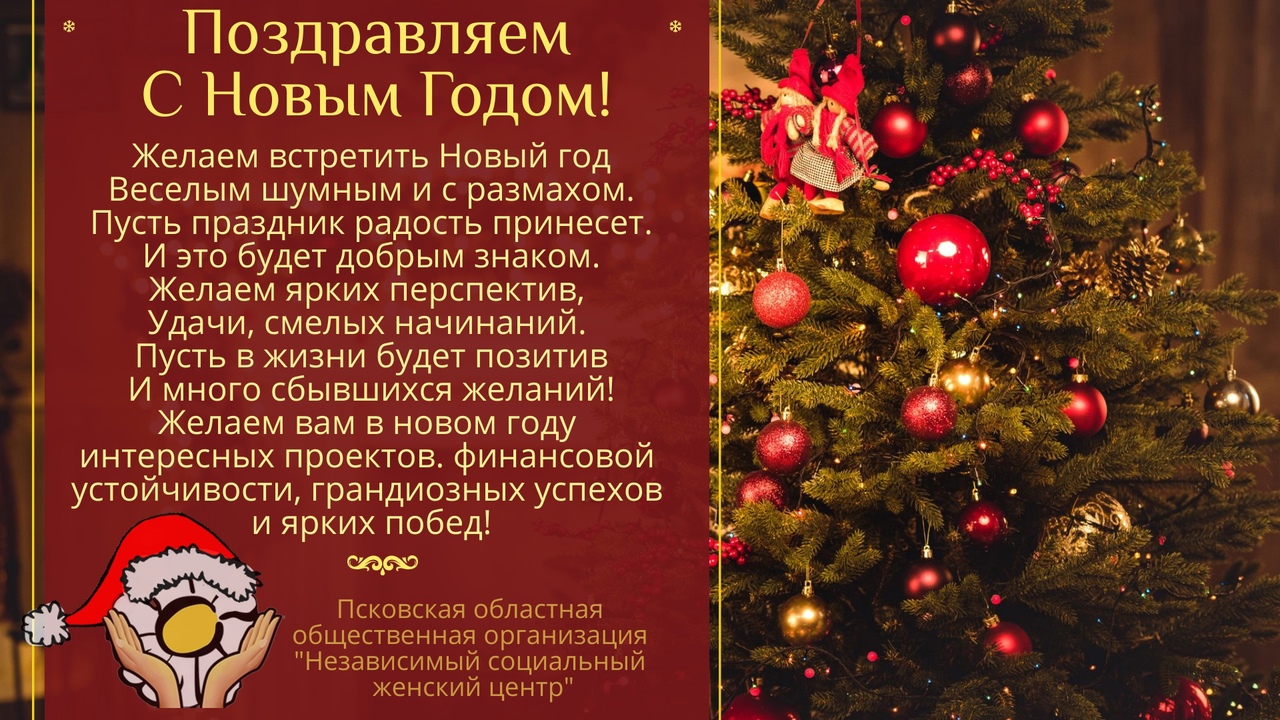 Поздравляем
С Новым Годом!
Желаем встретить Новый год
Веселым шумным и с размахом.
Пусть праздник радость принесет.
И это будет добрым знаком.
Желаем ярких перспектив,
Удачи, смелых начинаний.
Пусть в жизни будет позитив
И много сбывшихся желаний!
Желаем вам в новом году
интересных проектов. финансовой
устойчивости, грандиозных успехов
и ярких побед!
Псковская областная
общественная организация
"Независимый социальный
женский центр"